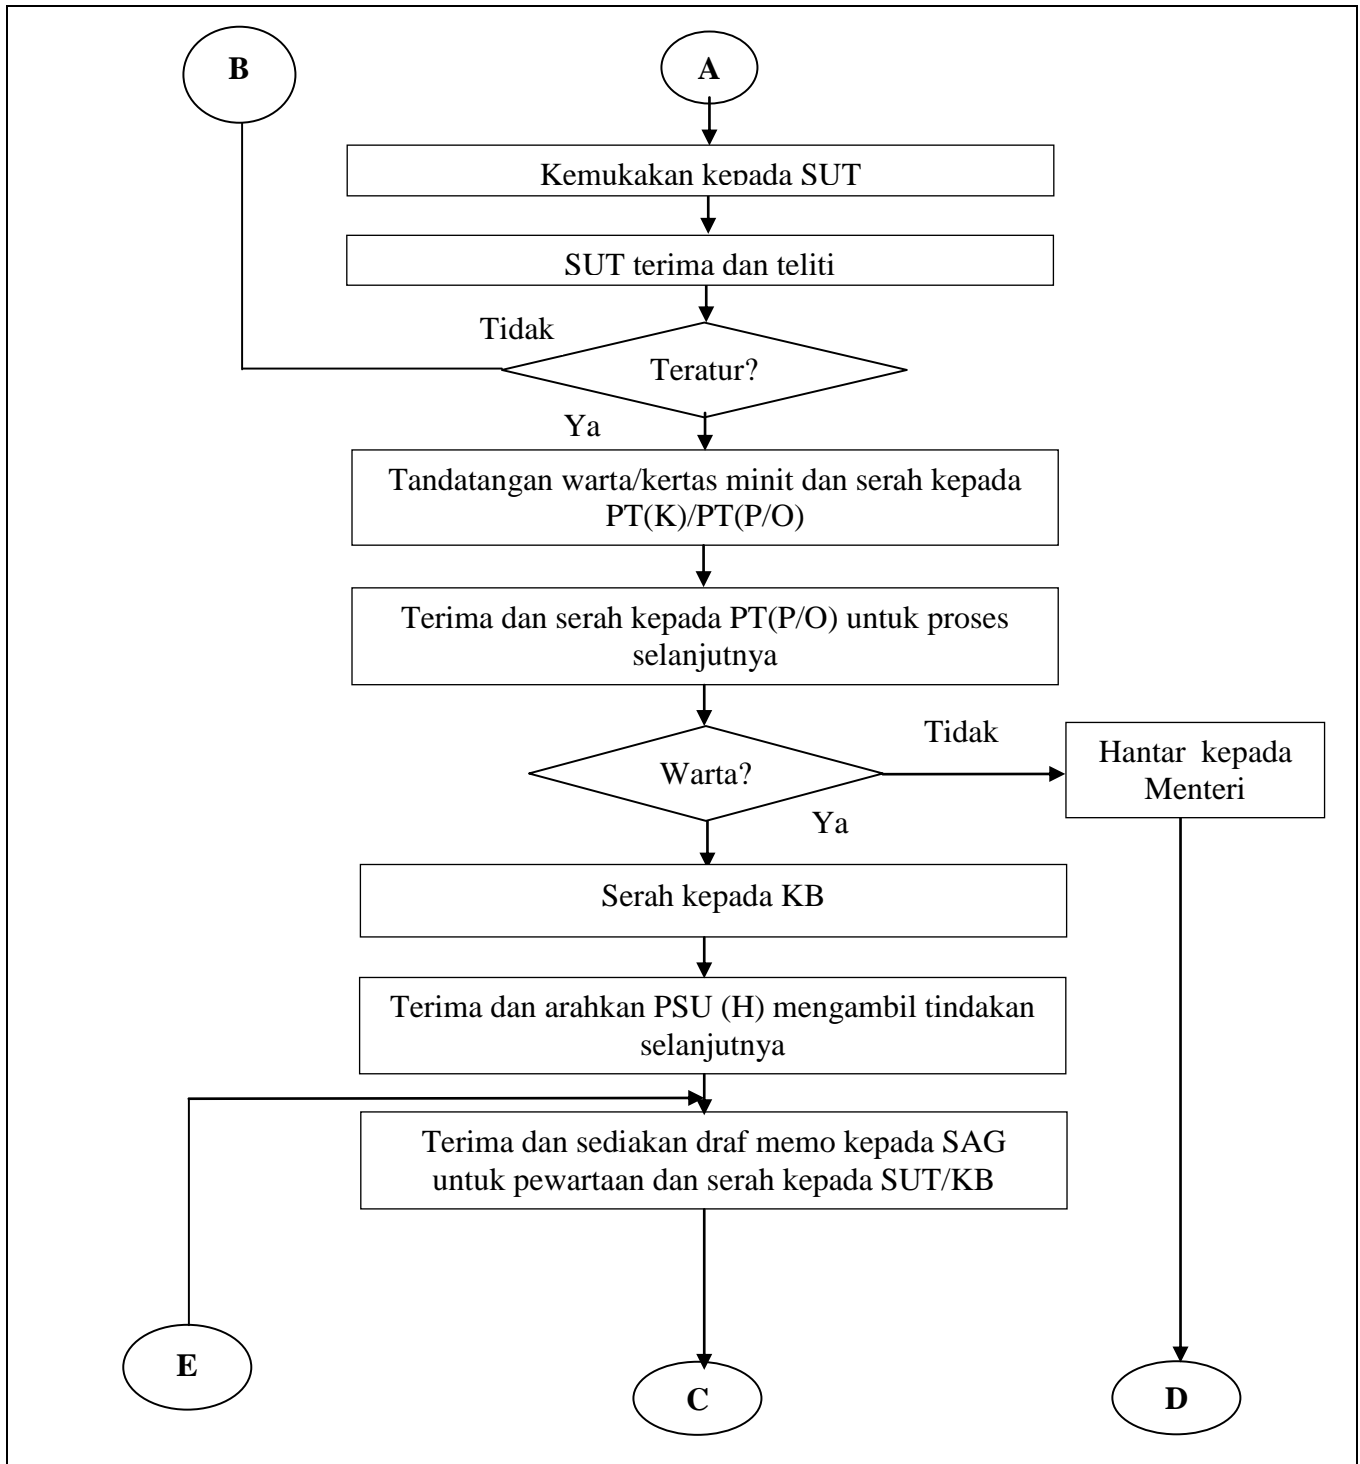 B
A
Kemukakan kepada SUT
SUT terima dan teliti
Tidak
Teratur?
Ya
Tandatangan warta/kertas minit dan serah kepada
PT(K)/PT(P/O)
Terima dan serah kepada PT(P/O) untuk proses
selanjutnya
Tidak
Warta?
Hantar kepada
Menteri
Ya
Serah kepada KB
Terima dan arahkan PSU (H) mengambil tindakan
selanjutnya
Terima dan sediakan draf memo kepada SAG
untuk pewartaan dan serah kepada SUT/KB
E
C
D